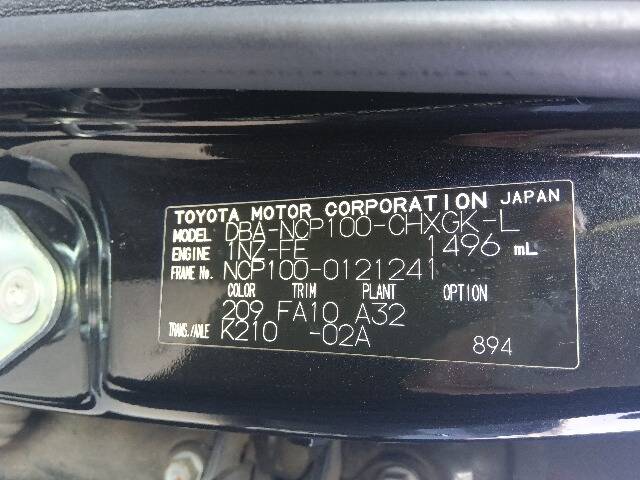 TOYOTA MOTOR CORPORATION JAPAN
MODEL DBA-NCP100-CHXGK-L
ENGINE 1NZ-FE 1496 mL
FRAME No. NCP100-0121241
COLOR TRIM PLANT OPTION
209 FA10 A32
TRANS./AXLE K210 -02A
894